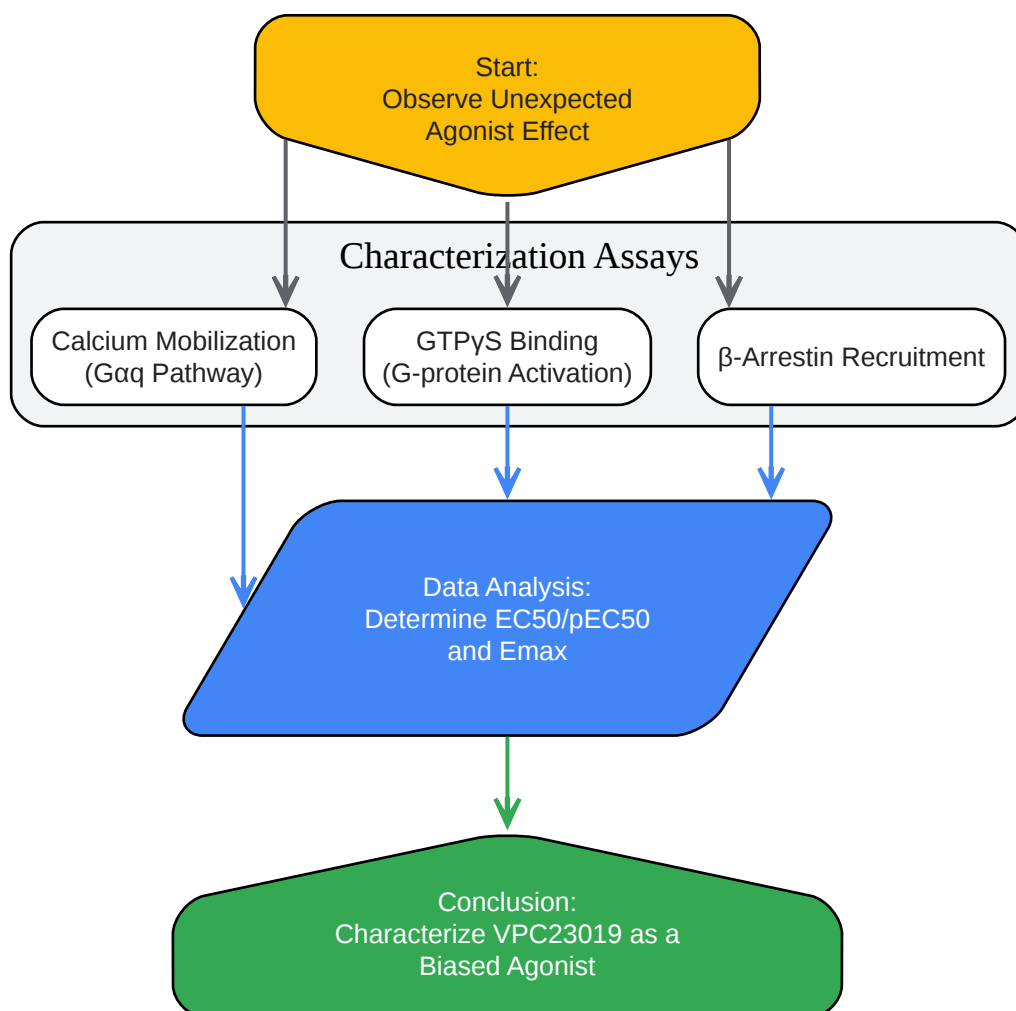 Start:
Observe Unexpected
Agonist Effect
Characterization Assays
Calcium Mobilization
(Gαq Pathway)
GTPγS Binding
(G-protein Activation)
β-Arrestin Recruitment
Data Analysis:
Determine EC50/pEC50
and Emax
Conclusion:
Characterize VPC23019 as a
Biased Agonist